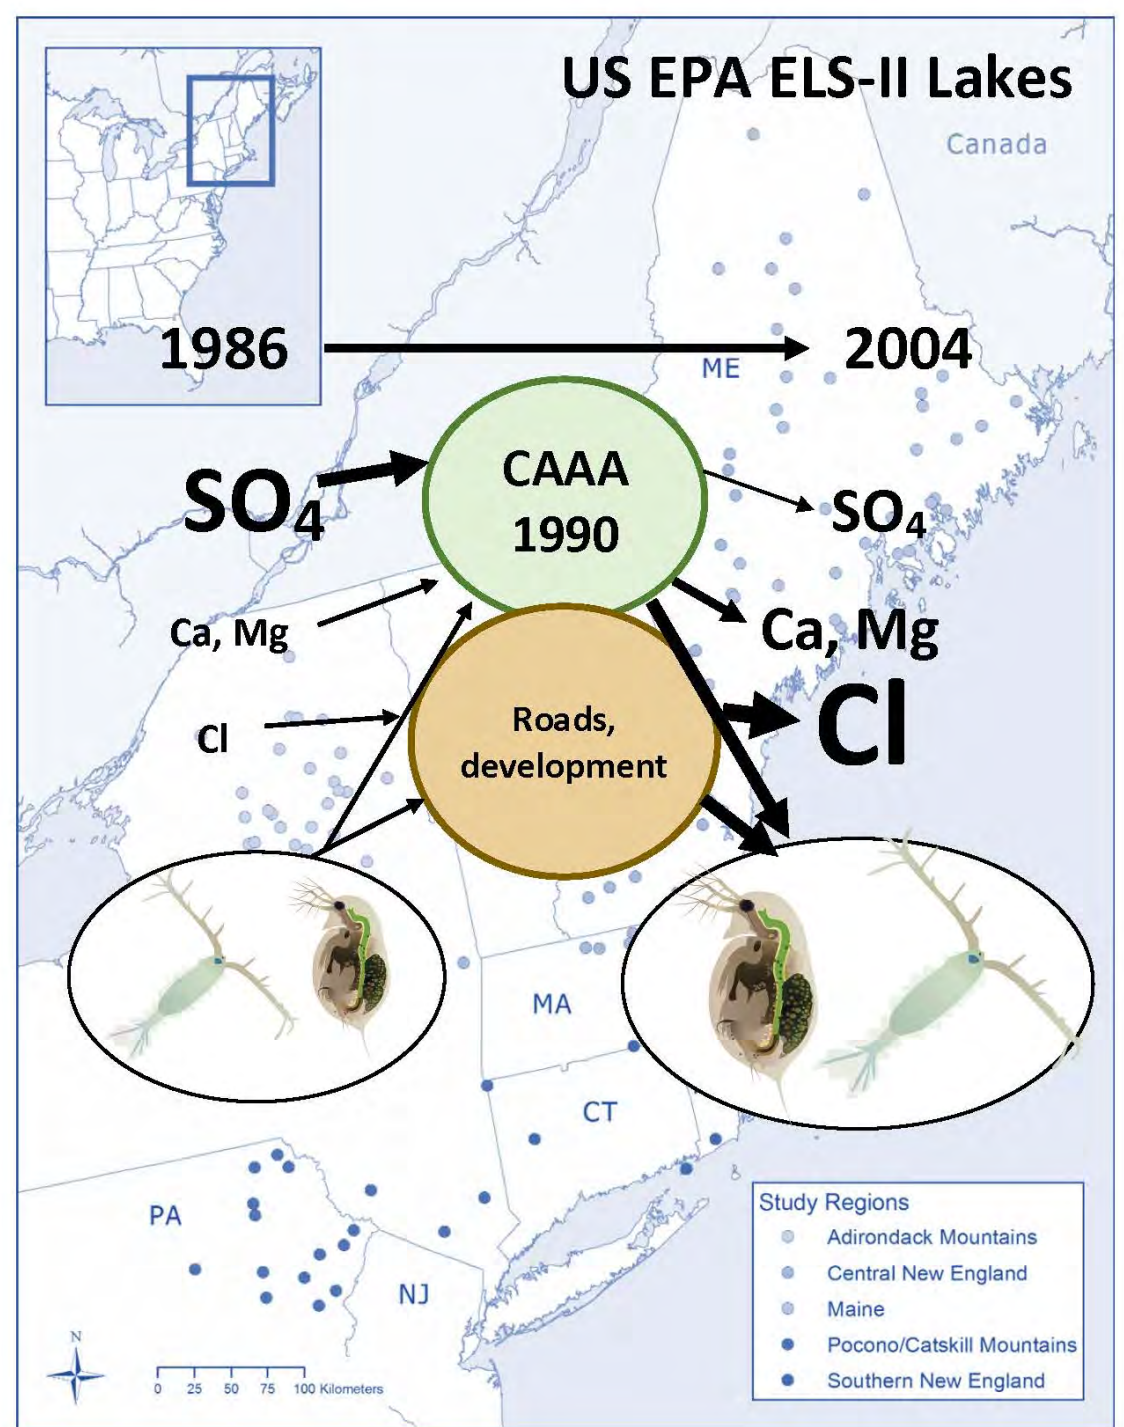 US EPA ELS-II Lakes
Canada
1986
2004
ME
CAAA
1990
SO₄
SO₄
Ca, Mg
Ca, Mg
Cl
Cl
Roads,
development
MA
CT
PA
NJ
Study Regions
Adirondack Mountains
Central New England
Maine
Pocono/Catskill Mountains
Southern New England
N
0 25 50 75 100 Kilometers